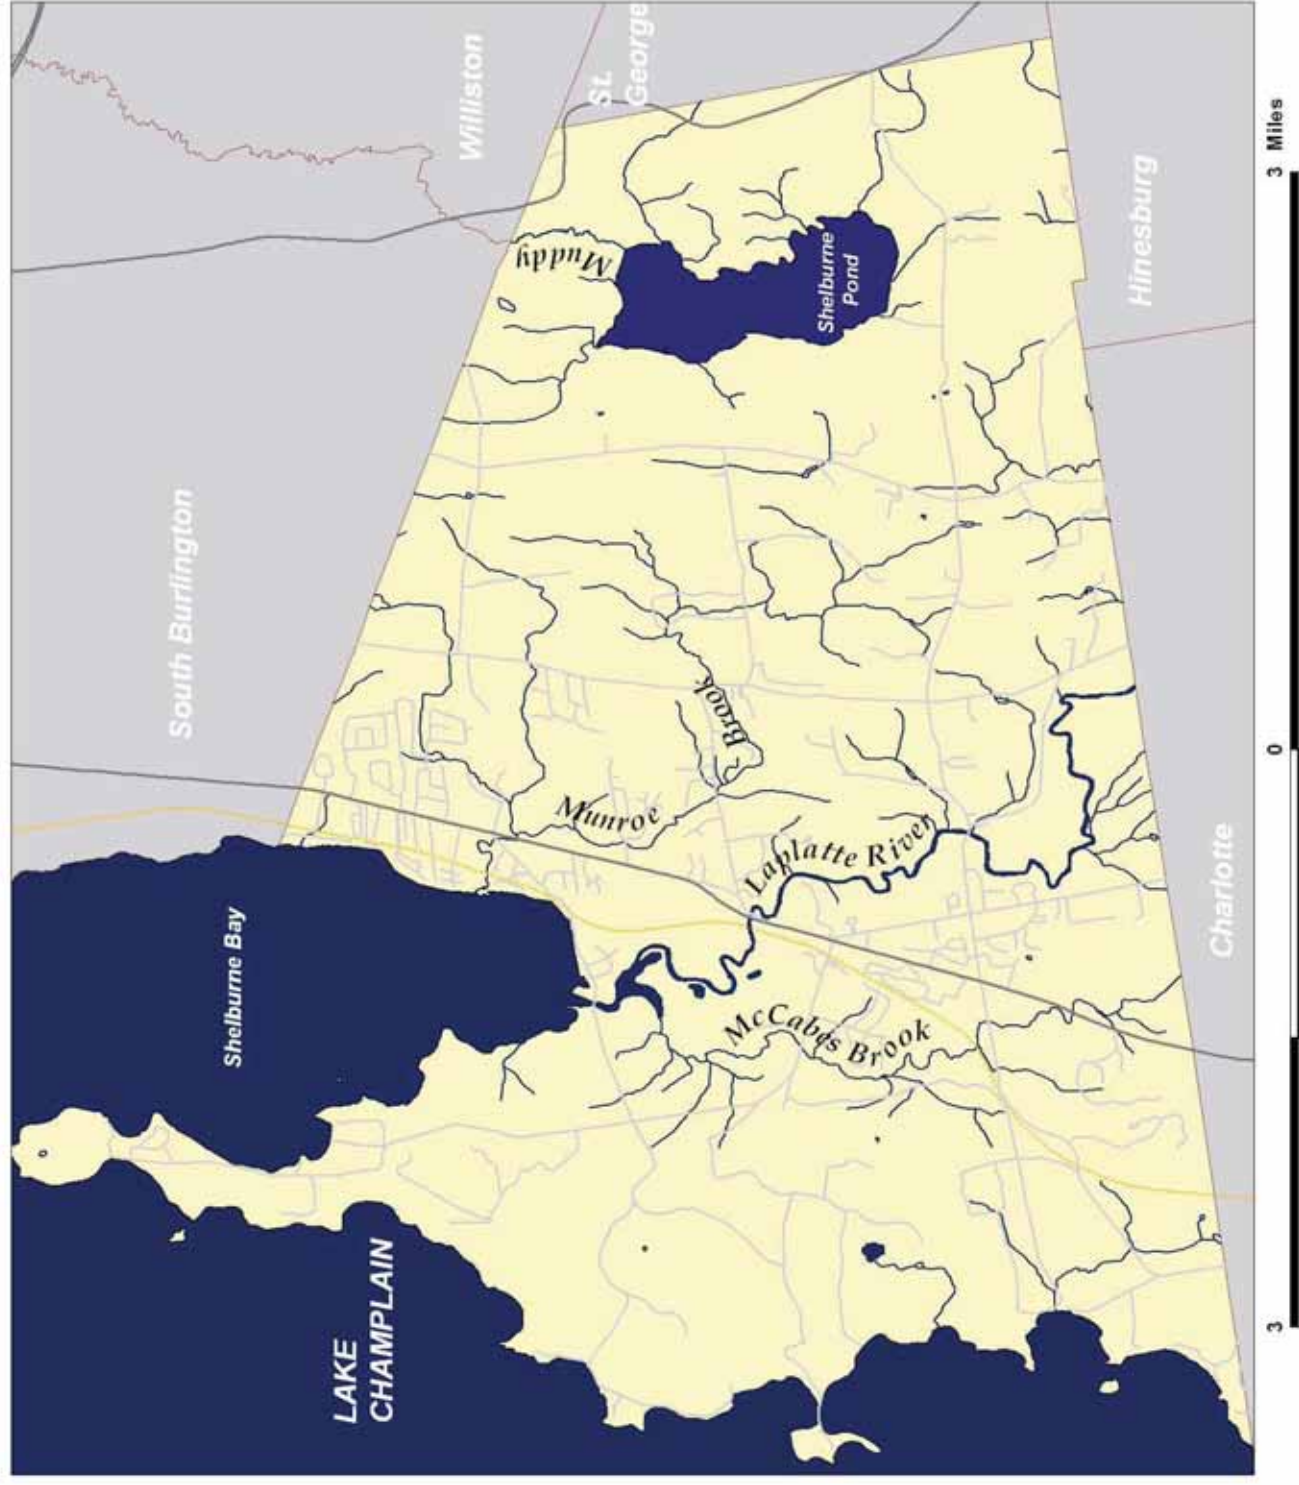 South Burlington
Williston
St.
George
Shelburne Bay
LAKE
CHAMPLAIN
Muddy
Shelburne
Pond
Munroe
Brook
Laplatte River
McCabes Brook
Hinesburg
Charlotte
3 0 3 Miles